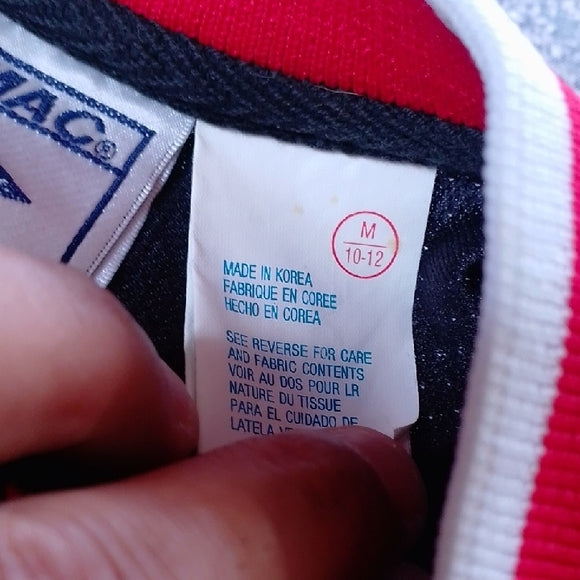 MAC®
M
10-12
MADE IN KOREA
FABRIQUE EN COREE
HECHO EN COREA
SEE REVERSE FOR CARE
AND FABRIC CONTENTS
VOIR AU DOS POUR LR
NATURE DU TISSUE
PARA EL CUIDADO DE
LATELA